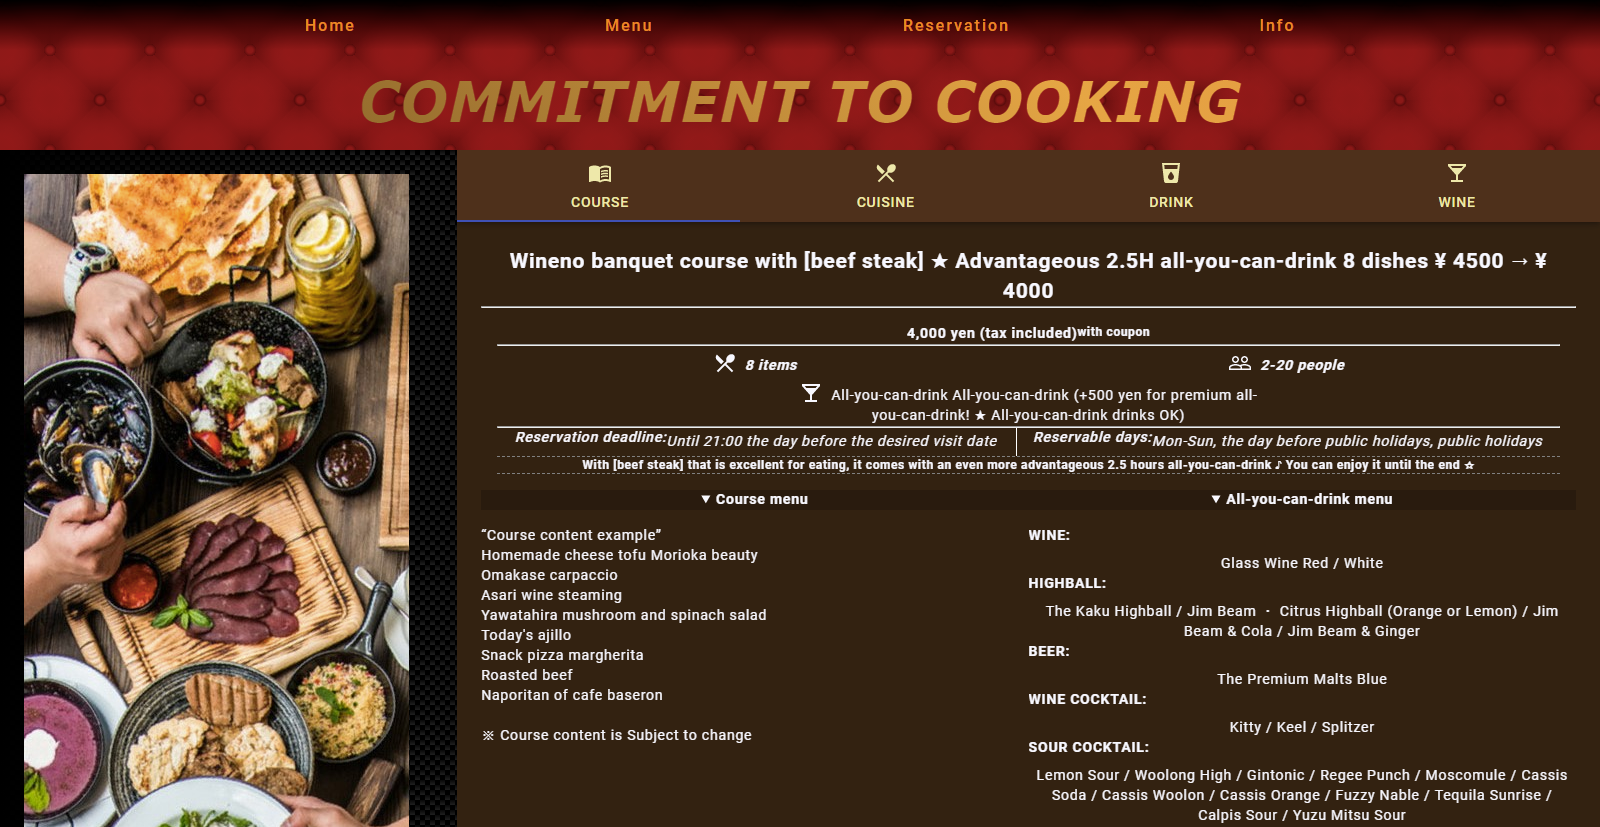 Home Menu Reservation Info
COMMITMENT TO COOKING
COURSE CUISINE DRINK WINE
Wineno banquet course with [beef steak] ★ Advantageous 2.5H all-you-can-drink 8 dishes ¥ 4500 → ¥
4000
4,000 yen (tax included)with coupon
8 items 2-20 people
All-you-can-drink All-you-can-drink (+500 yen for premium all-
you-can-drink! ★ All-you-can-drink drinks OK)
Reservation deadline:Until 21:00 the day before the desired visit date Reservable days:Mon-Sun, the day before public holidays, public holidays
With [beef steak] that is excellent for eating, it comes with an even more advantageous 2.5 hours all-you-can-drink ♪ You can enjoy it until the end ☆
▼ Course menu ▼ All-you-can-drink menu
“Course content example”
Homemade cheese tofu Morioka beauty
Omakase carpaccio
Asari wine steaming
Yawatahira mushroom and spinach salad
Today's ajillo
Snack pizza margherita
Roasted beef
Naporitan of cafe baseron
※ Course content is Subject to change
WINE:
Glass Wine Red / White
HIGHBALL:
The Kaku Highball / Jim Beam ・ Citrus Highball (Orange or Lemon) / Jim
Beam & Cola / Jim Beam & Ginger
BEER:
The Premium Malts Blue
WINE COCKTAIL:
Kitty / Keel / Splitzer
SOUR COCKTAIL:
Lemon Sour / Woolong High / Gintonic / Regee Punch / Moscomule / Cassis
Soda / Cassis Woolon / Cassis Orange / Fuzzy Nable / Tequila Sunrise /
Calpis Sour / Yuzu Mitsu Sour